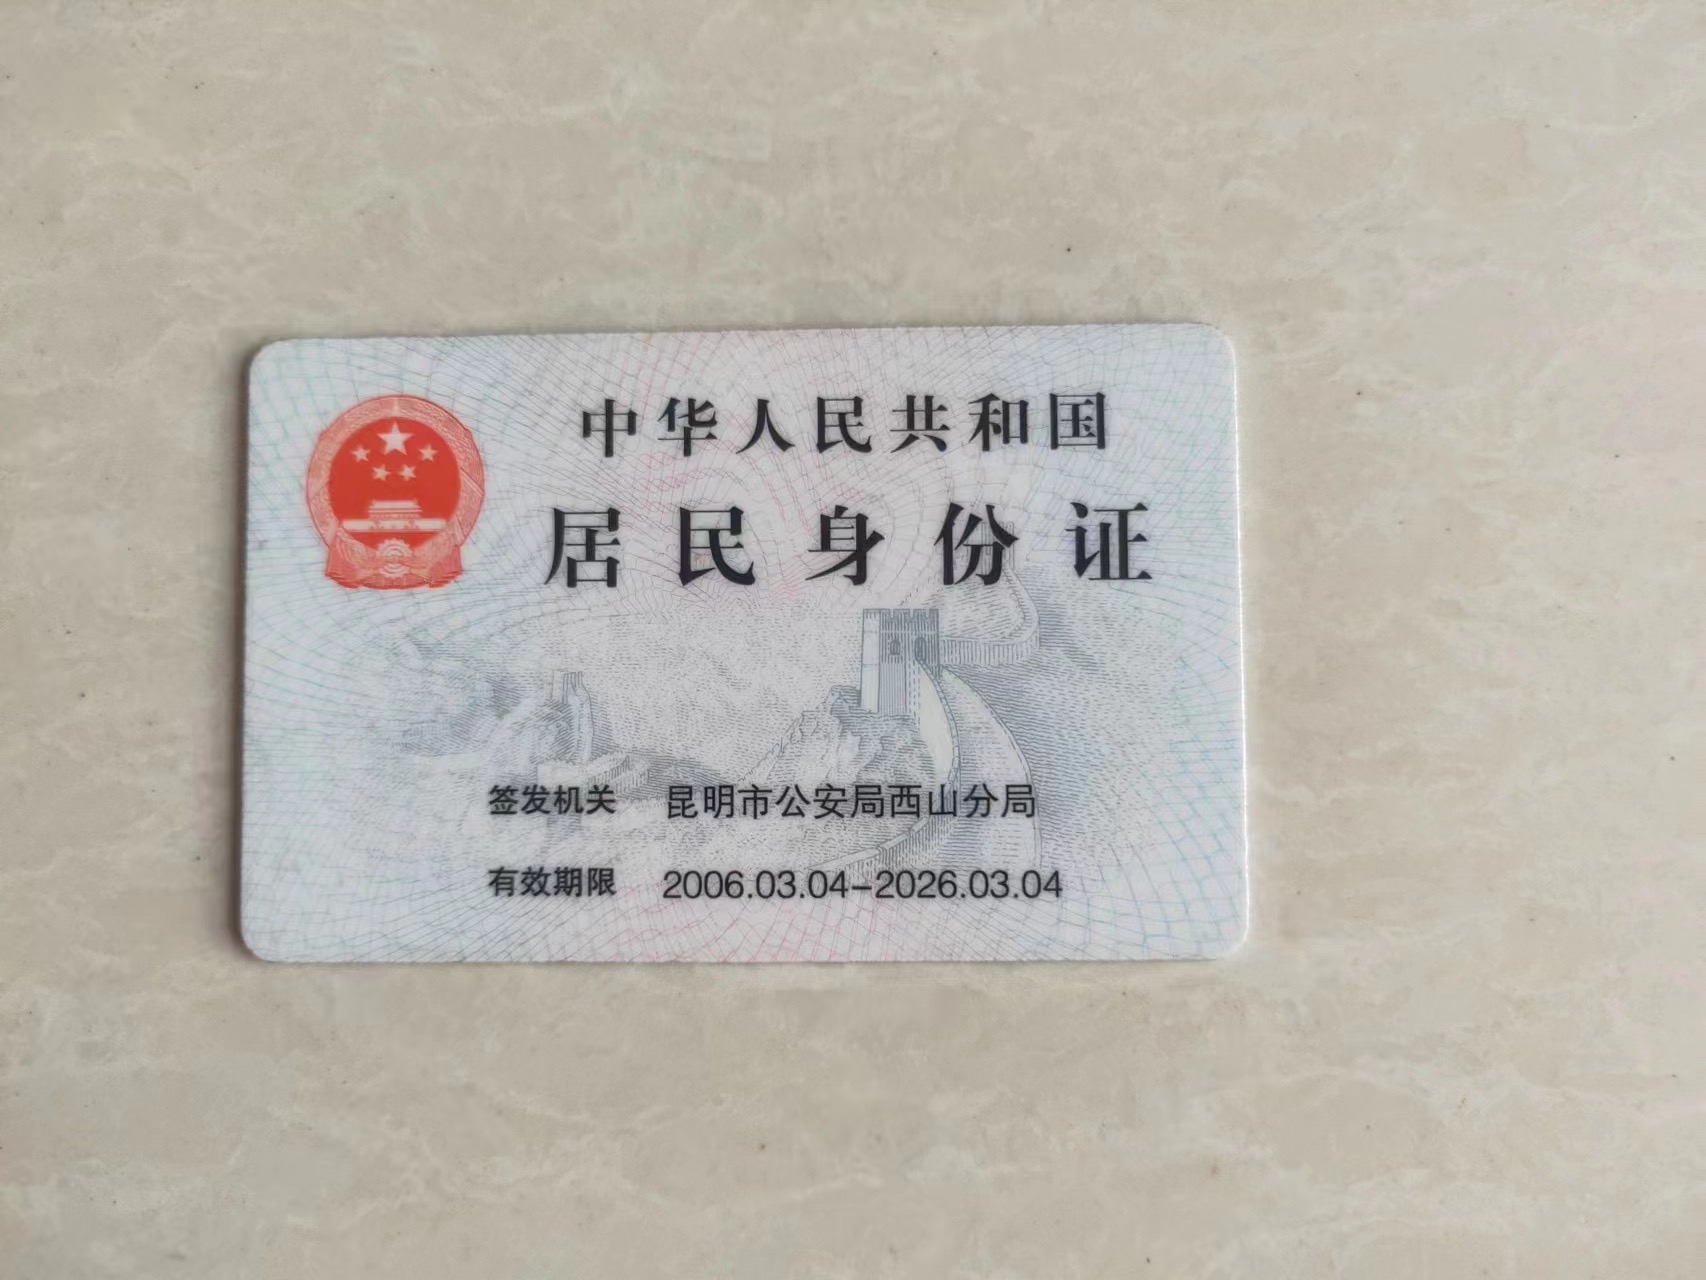 中华人民共和国
居民身份证
签发机关 昆明市公安局西山分局
有效期限 2006.03.04-2026.03.04